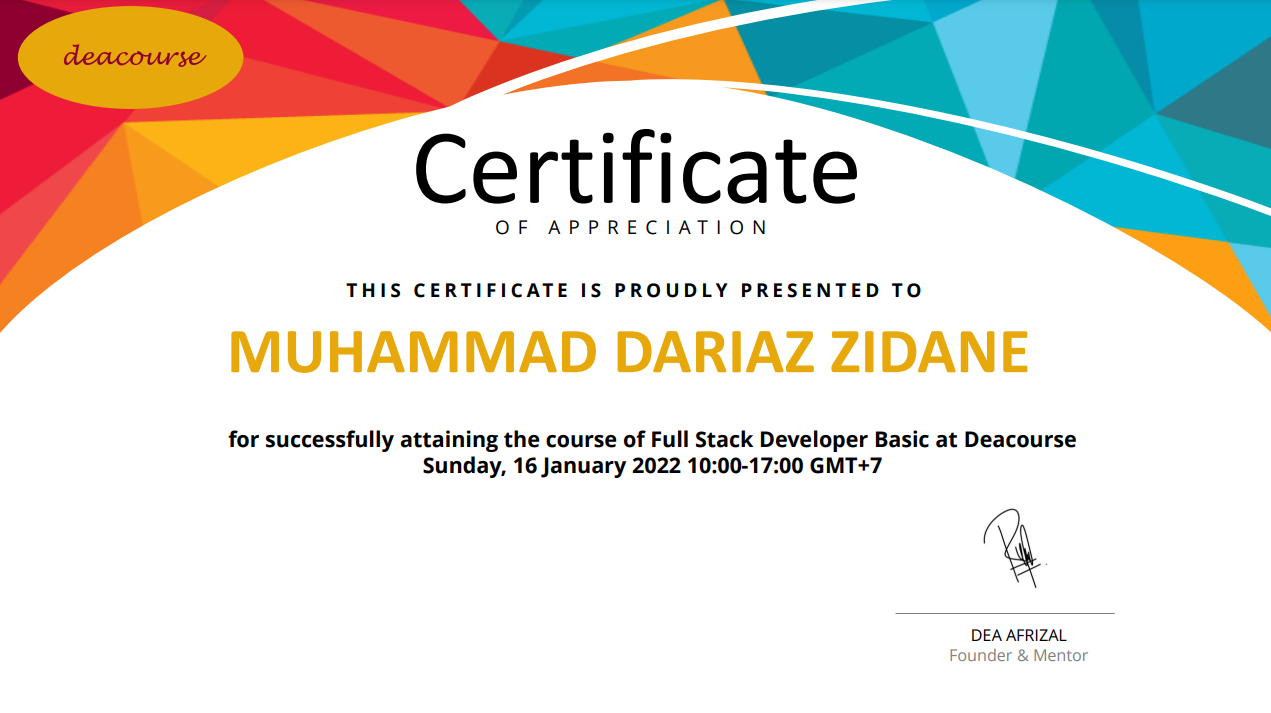 deacourse
Certificate
OF APPRECIATION
THIS CERTIFICATE IS PROUDLY PRESENTED TO
MUHAMMAD DARIAZ ZIDANE
for successfully attaining the course of Full Stack Developer Basic at Deacourse
Sunday, 16 January 2022 10:00-17:00 GMT+7
DEA AFRIZAL
Founder & Mentor